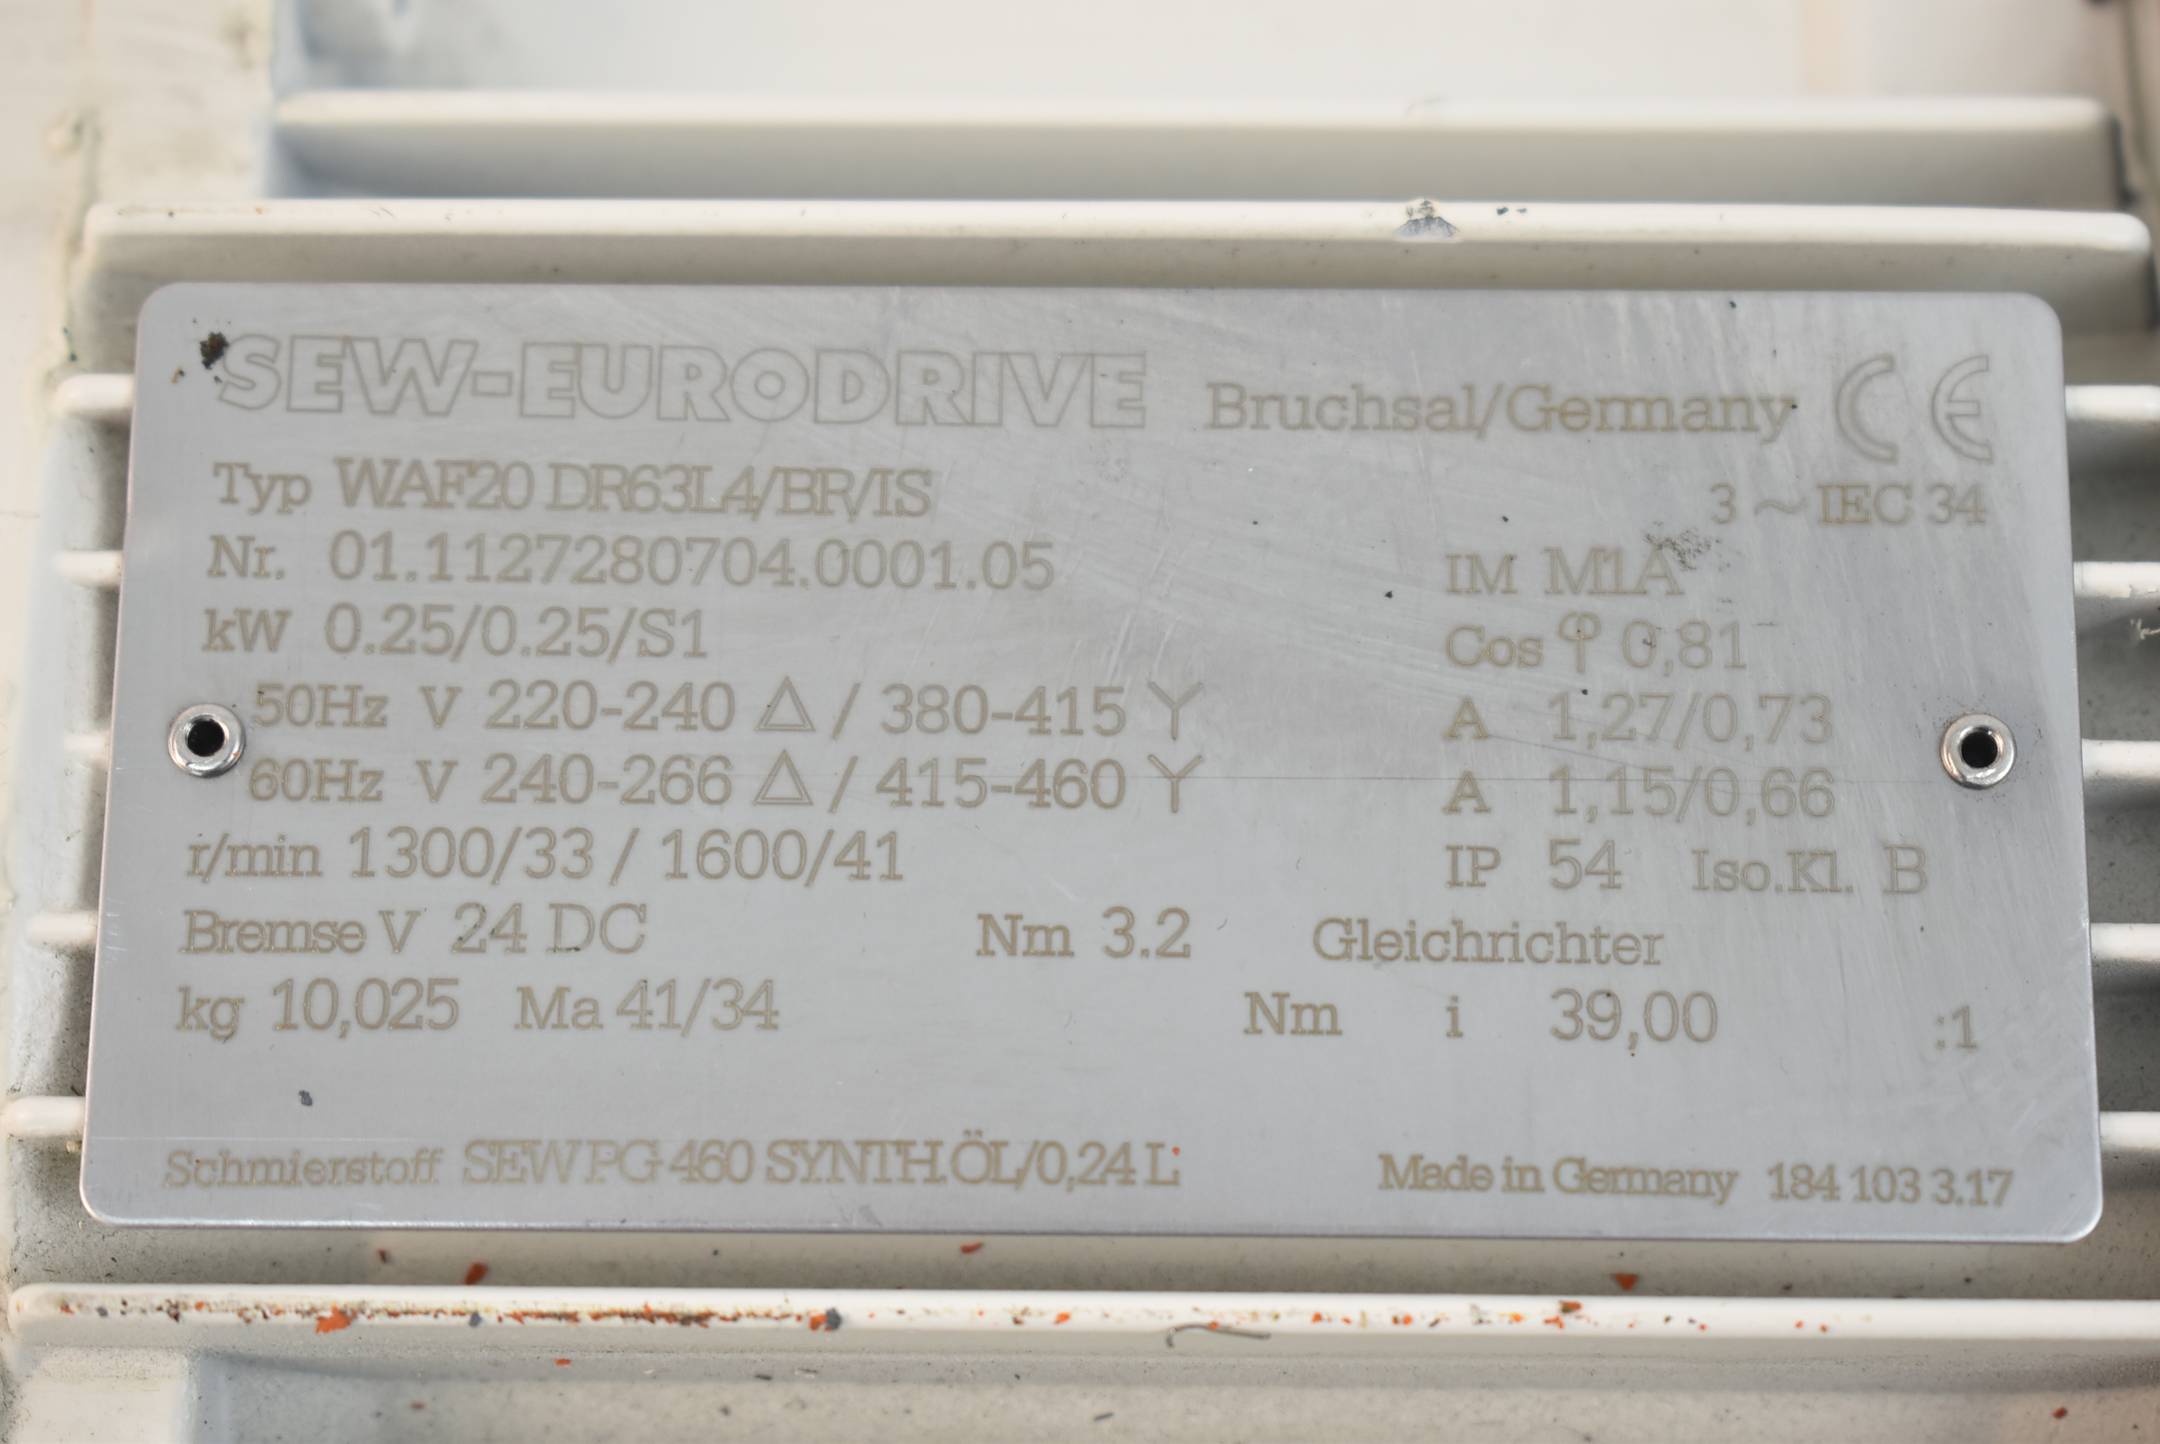 SEW-EURODRIVE Bruchsal/Germany CE
Typ WAF20 DR63L4/BR/IS 3 ~ IEC 34
Nr. 01.1127280704.0001.05 IM M1A
kW 0.25/0.25/S1 Cos φ 0,81
50Hz V 220-240 △ / 380-415 Y A 1,27/0,73
60Hz V 240-266 △ / 415-460 Y A 1,15/0,66
r/min 1300/33 / 1600/41 IP 54 Iso.Kl. B
Bremse V 24 DC Nm 3.2 Gleichrichter
kg 10,025 Ma 41/34 Nm i 39,00 :1
Schmierstoff SEW PG 460 SYNTH.ÖL/0,24 L Made in Germany 184 103 3.17